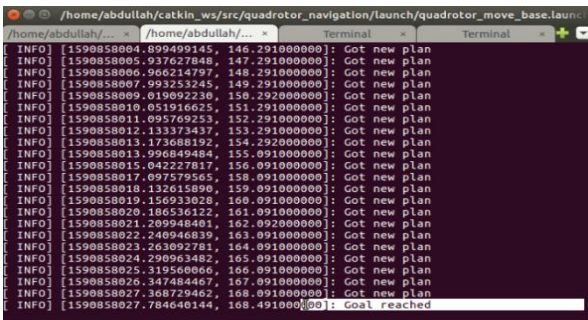 /home/abdullah/catkin_ws/src/quadrotor_navigation/launch/quadrotor_move_base.launc
/home/abdullah/... × /home/abdullah/... × Terminal × Terminal ×
[ INFO] [1590858004.899499145, 146.291000000]: Got new plan
[ INFO] [1590858005.937627848, 147.291000000]: Got new plan
[ INFO] [1590858006.966214797, 148.291000000]: Got new plan
[ INFO] [1590858007.993253245, 149.291000000]: Got new plan
[ INFO] [1590858009.019092230, 150.292000000]: Got new plan
[ INFO] [1590858010.051916625, 151.291000000]: Got new plan
[ INFO] [1590858011.095769253, 152.291000000]: Got new plan
[ INFO] [1590858012.133373437, 153.291000000]: Got new plan
[ INFO] [1590858013.173688192, 154.292000000]: Got new plan
[ INFO] [1590858013.996849484, 155.091000000]: Got new plan
[ INFO] [1590858015.042227817, 156.091000000]: Got new plan
[ INFO] [1590858017.097579565, 158.091000000]: Got new plan
[ INFO] [1590858018.132615890, 159.091000000]: Got new plan
[ INFO] [1590858019.156933028, 160.091000000]: Got new plan
[ INFO] [1590858020.186536122, 161.091000000]: Got new plan
[ INFO] [1590858021.209948401, 162.092000000]: Got new plan
[ INFO] [1590858022.240946839, 163.091000000]: Got new plan
[ INFO] [1590858023.263092781, 164.091000000]: Got new plan
[ INFO] [1590858024.290963482, 165.091000000]: Got new plan
[ INFO] [1590858025.319560066, 166.091000000]: Got new plan
[ INFO] [1590858026.347484467, 167.091000000]: Got new plan
[ INFO] [1590858027.368729462, 168.091000000]: Got new plan
[ INFO] [1590858027.784640144, 168.491000000]: Goal reached